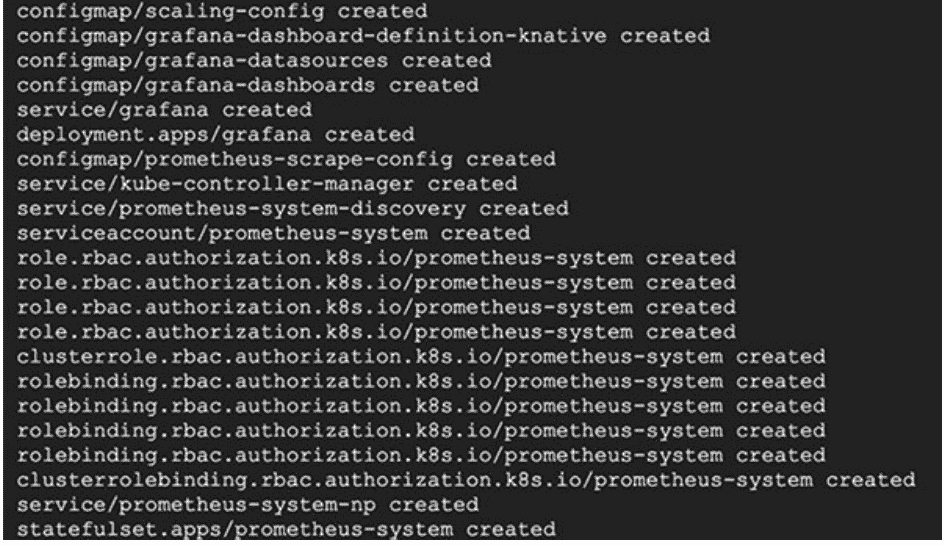 configmap/scaling-config created
configmap/grafana-dashboard-definition-knative created
configmap/grafana-datasources created
configmap/grafana-dashboards created
service/grafana created
deployment.apps/grafana created
configmap/prometheus-scrape-config created
service/kube-controller-manager created
service/prometheus-system-discovery created
serviceaccount/prometheus-system created
role.rbac.authorization.k8s.io/prometheus-system created
role.rbac.authorization.k8s.io/prometheus-system created
role.rbac.authorization.k8s.io/prometheus-system created
role.rbac.authorization.k8s.io/prometheus-system created
clusterrole.rbac.authorization.k8s.io/prometheus-system created
rolebinding.rbac.authorization.k8s.io/prometheus-system created
rolebinding.rbac.authorization.k8s.io/prometheus-system created
rolebinding.rbac.authorization.k8s.io/prometheus-system created
rolebinding.rbac.authorization.k8s.io/prometheus-system created
clusterrolebinding.rbac.authorization.k8s.io/prometheus-system created
service/prometheus-system-np created
statefulset.apps/prometheus-system created